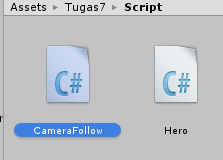 Assets ▸ Tugas7 ▸ Script
C#
C#
CameraFollow
Hero